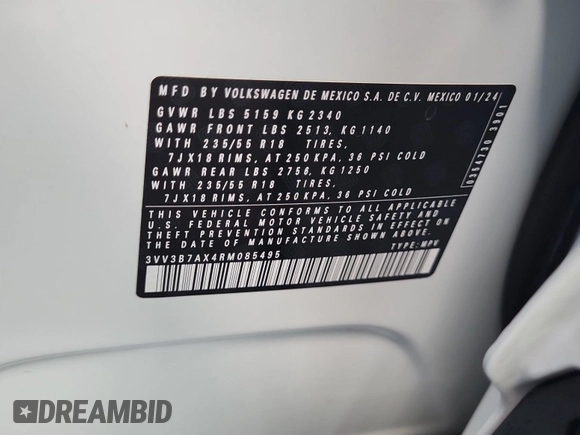 MFD BY VOLKSWAGEN DE MEXICO S.A. DE C.V. MEXICO 01/24
GVWR LBS 5159 KG 2340
GAWR FRONT LBS 2513, KG 1140
WITH 235/55 R18 TIRES,
7JX18 RIMS, AT 250 KPA, 36 PSI COLD
GAWR REAR LBS 2756, KG 1250
WITH 235/55 R18 TIRES,
7JX18 RIMS, AT 250 KPA, 36 PSI COLD
THIS VEHICLE CONFORMS TO ALL APPLICABLE
U.S. FEDERAL MOTOR VEHICLE SAFETY AND
THEFT PREVENTION STANDARDS IN EFFECT ON
THE DATE OF MANUFACTURE SHOWN ABOVE.
3VV3B7AX4RM085495 TYPE: MPV
0354730 3901
DREAMBID